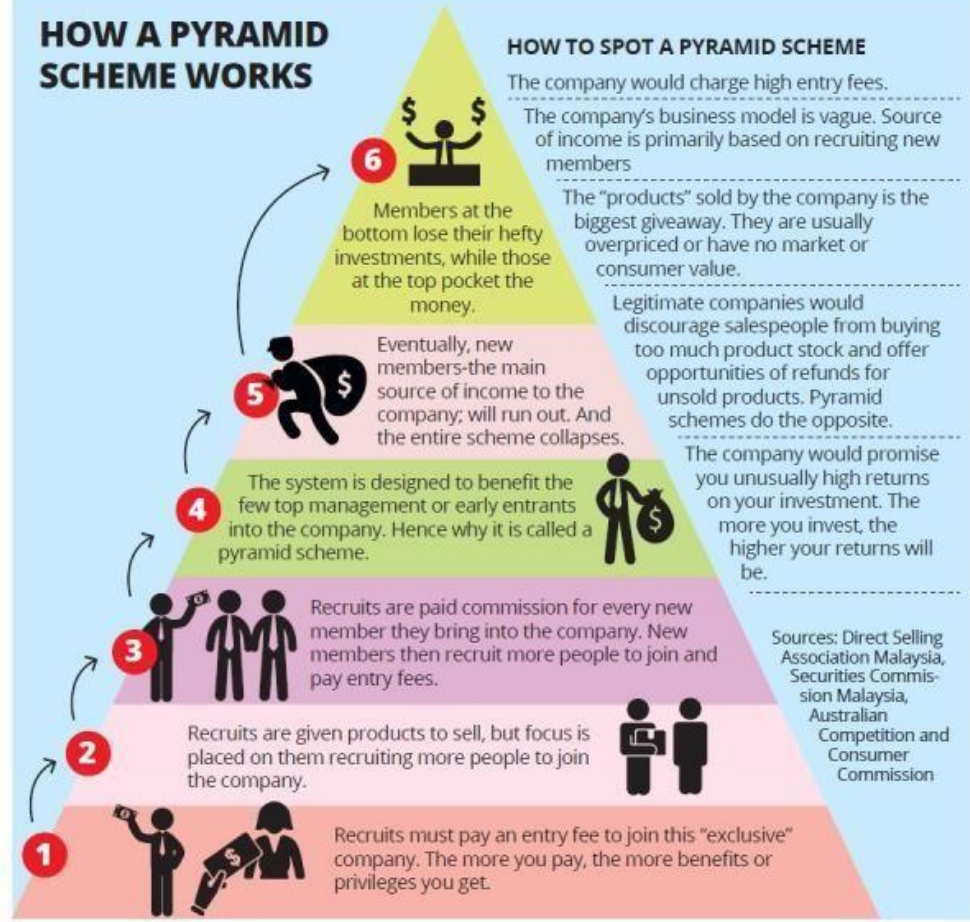 HOW A PYRAMID
SCHEME WORKS
HOW TO SPOT A PYRAMID SCHEME
The company would charge high entry fees.
The company's business model is vague. Source
of income is primarily based on recruiting new
members
The "products" sold by the company is the
biggest giveaway. They are usually
overpriced or have no market or
consumer value.
Legitimate companies would
discourage salespeople from buying
too much product stock and offer
opportunities of refunds for
unsold products. Pyramid
schemes do the opposite.
The company would promise
you unusually high returns
on your investment. The
more you invest, the
higher your returns will
be.
Sources: Direct Selling
Association Malaysia,
Securities Commis-
sion Malaysia,
Australian
Competition and
Consumer
Commission
$ $
6
Members at the
bottom lose their hefty
investments, while those
at the top pocket the
money.
5
$
Eventually, new
members-the main
source of income to the
company; will run out. And
the entire scheme collapses.
4
The system is designed to benefit the
few top management or early entrants
into the company. Hence why it is called a
pyramid scheme.
$
3
Recruits are paid commission for every new
member they bring into the company. New
members then recruit more people to join and
pay entry fees.
2
Recruits are given products to sell, but focus is
placed on them recruiting more people to join
the company.
1
$
Recruits must pay an entry fee to join this "exclusive"
company. The more you pay, the more benefits or
privileges you get.